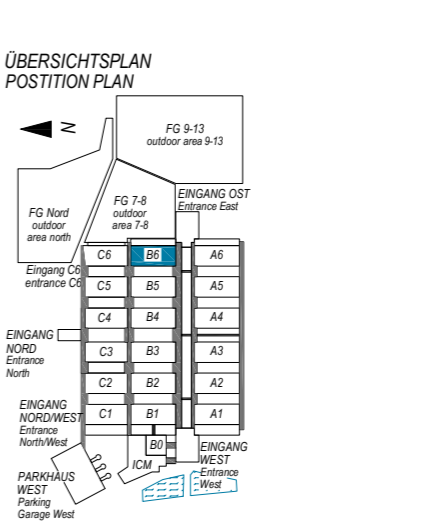 ÜBERSICHTSPLAN
POSTITION PLAN
N
FG 9-13
outdoor area 9-13
FG Nord
outdoor
area north
FG 7-8
outdoor
area 7-8
EINGANG OST
Entrance East
Eingang C6
entrance C6
C6 B6 A6
C5 B5 A5
C4 B4 A4
EINGANG
NORD
Entrance
North
C3 B3 A3
C2 B2 A2
EINGANG
NORD/WEST
Entrance
North/West
C1 B1 A1
B0
ICM
EINGANG
WEST
Entrance
West
PARKHAUS
WEST
Parking
Garage West